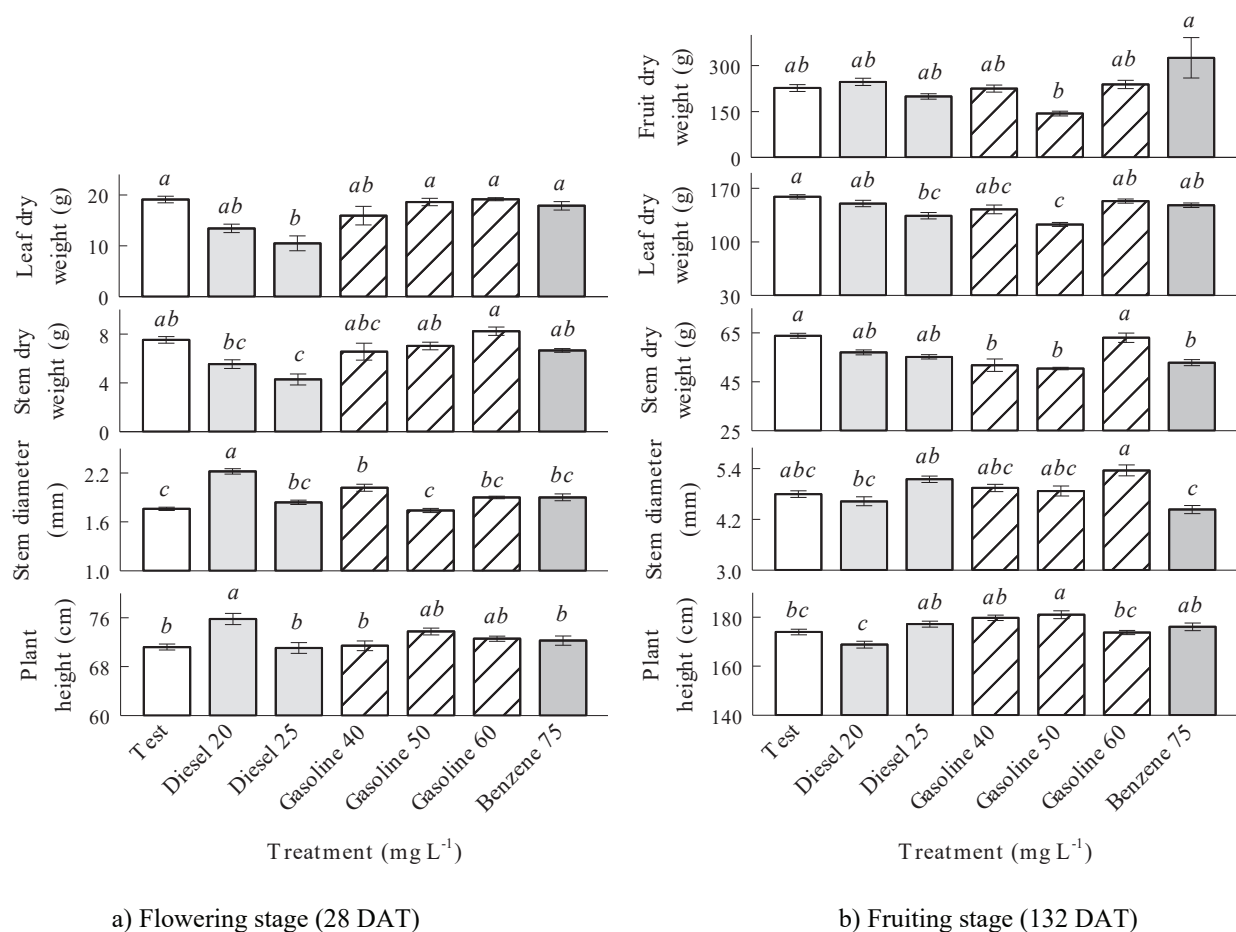 Fruit dry
weight (g)
300
150
0
ab
ab
ab
ab
b
ab
a
Leaf dry
weight (g)
20
10
0
a
ab
b
ab
a
a
a
Leaf dry
weight (g)
170
100
30
a
ab
bc
abc
c
ab
ab
Stem dry
weight (g)
8
4
0
ab
bc
c
abc
ab
a
ab
Stem dry
weight (g)
65
45
25
a
ab
ab
b
b
a
b
Stem diameter
(mm)
2.2
1.6
1.0
c
a
bc
b
c
bc
bc
Stem diameter
(mm)
5.4
4.2
3.0
abc
bc
ab
abc
abc
a
c
Plant
height (cm)
76
68
60
b
a
b
b
ab
ab
b
Plant
height (cm)
180
160
140
bc
c
ab
ab
a
bc
ab
Test
Diesel 20
Diesel 25
Gasoline 40
Gasoline 50
Gasoline 60
Benzene 75
Test
Diesel 20
Diesel 25
Gasoline 40
Gasoline 50
Gasoline 60
Benzene 75
Treatment (mg L⁻¹)
Treatment (mg L⁻¹)
a) Flowering stage (28 DAT)
b) Fruiting stage (132 DAT)